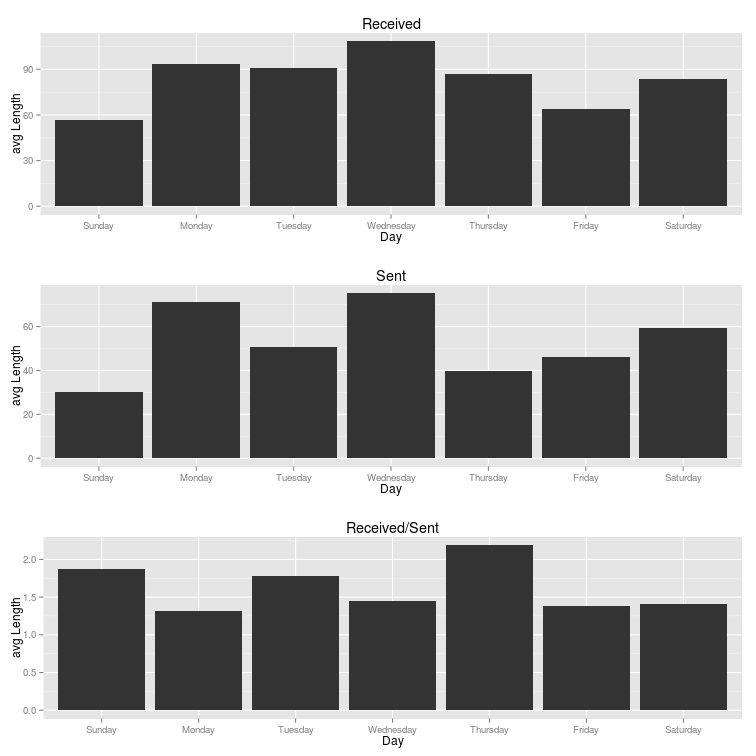 Received
avg Length
90
60
30
0
Sunday Monday Tuesday Wednesday Thursday Friday Saturday
Day
Sent
avg Length
60
40
20
0
Sunday Monday Tuesday Wednesday Thursday Friday Saturday
Day
Received/Sent
avg Length
2.0
1.5
1.0
0.5
0.0
Sunday Monday Tuesday Wednesday Thursday Friday Saturday
Day